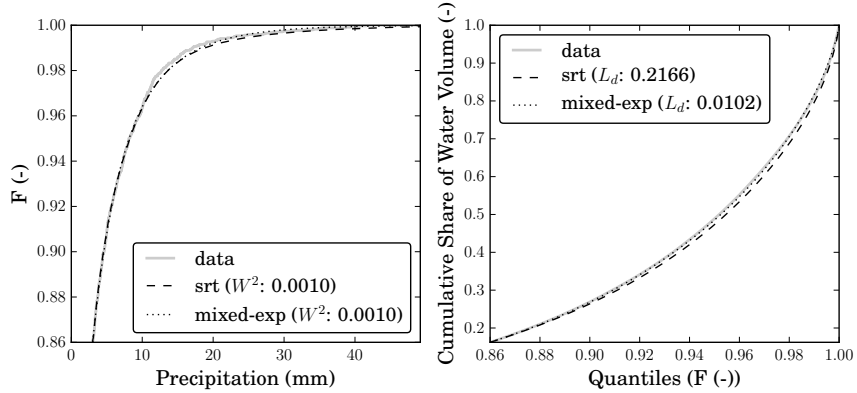 1.00
0.98
0.96
0.94
0.92
0.90
0.88
0.86
F (-)
data
srt (W²: 0.0010)
mixed-exp (W²: 0.0010)
0 10 20 30 40
Precipitation (mm)
Cumulative Share of Water Volume (-)
1.0
0.9
0.8
0.7
0.6
0.5
0.4
0.3
0.2
data
srt (L_d: 0.2166)
mixed-exp (L_d: 0.0102)
0.86 0.88 0.90 0.92 0.94 0.96 0.98 1.00
Quantiles (F (-))